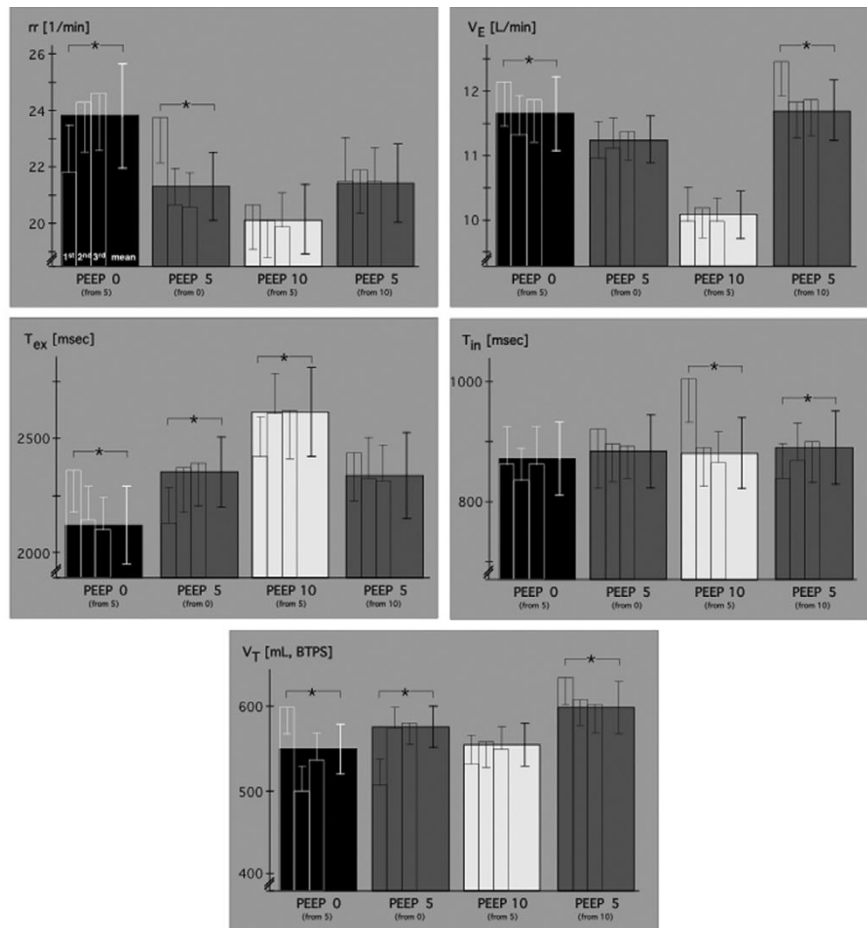 rr [1/min]
*
26
24
22
20
*
1st 2nd 3rd mean
PEEP 0 PEEP 5 PEEP 10 PEEP 5
(from 5) (from 0) (from 5) (from 10)
VE [L/min]
*
*
12
11
10
PEEP 0 PEEP 5 PEEP 10 PEEP 5
(from 5) (from 0) (from 5) (from 10)
Tex [msec]
*
*
*
2500
2000
PEEP 0 PEEP 5 PEEP 10 PEEP 5
(from 5) (from 0) (from 5) (from 10)
Tin [msec]
*
*
1000
800
PEEP 0 PEEP 5 PEEP 10 PEEP 5
(from 5) (from 0) (from 5) (from 10)
VT [mL, BTPS]
*
*
*
600
500
400
PEEP 0 PEEP 5 PEEP 10 PEEP 5
(from 5) (from 0) (from 5) (from 10)